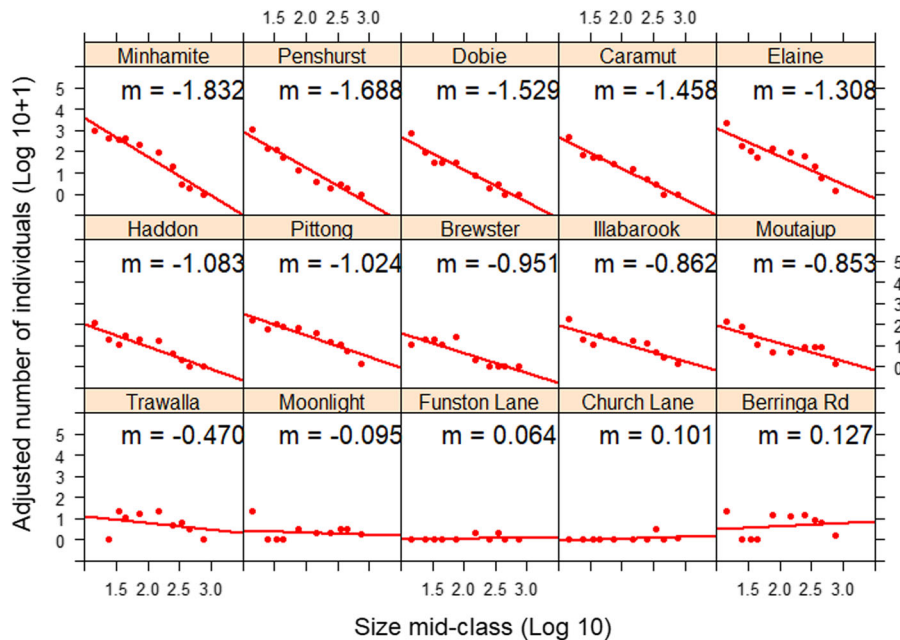 1.5 2.0 2.5 3.0 1.5 2.0 2.5 3.0
Minhamite Penshurst Dobie Caramut Elaine
m = -1.832 m = -1.688 m = -1.529 m = -1.458 m = -1.308
5
4
3
2
1
0
Haddon Pittong Brewster Illabarook Moutajup
m = -1.083 m = -1.024 m = -0.951 m = -0.862 m = -0.853
5
4
3
2
1
0
Trawalla Moonlight Funston Lane Church Lane Berringa Rd
m = -0.470 m = -0.095 m = 0.064 m = 0.101 m = 0.127
5
4
3
2
1
0
1.5 2.0 2.5 3.0 1.5 2.0 2.5 3.0 1.5 2.0 2.5 3.0
Adjusted number of individuals (Log 10+1)
Size mid-class (Log 10)